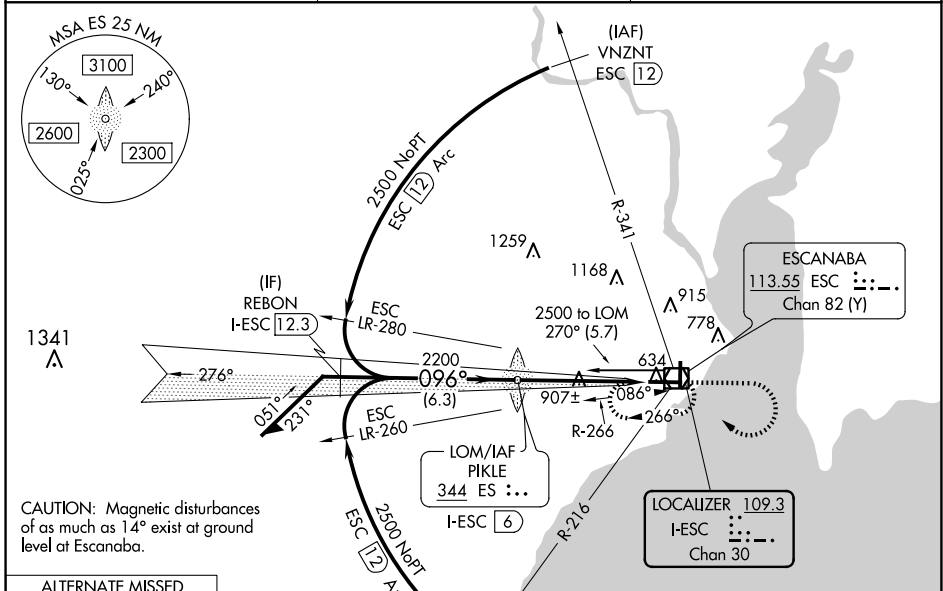 MSA ES 25 NM
3100
130°
240°
2600
2300
025°
(IAF)
VNZNT
ESC 12
2500 NoPT
ESC 12 Arc
R-341
1259
1168
915
778
ESCANABA
113.55 ESC
Chan 82 (Y)
(IF)
REBON
I-ESC 12.3
ESC
LR-280
2500 to LOM
270° (5.7)
1341
276°
2200
096°
(6.3)
634
907±
086°
266°
051°
231°
ESC
LR-260
R-266
LOM/IAF
PIKLE
344 ES
I-ESC 6
R-216
LOCALIZER 109.3
I-ESC
Chan 30
CAUTION: Magnetic disturbances
of as much as 14° exist at ground
level at Escanaba.
2500 NoPT
ESC 12 A
ALTERNATE MISSED